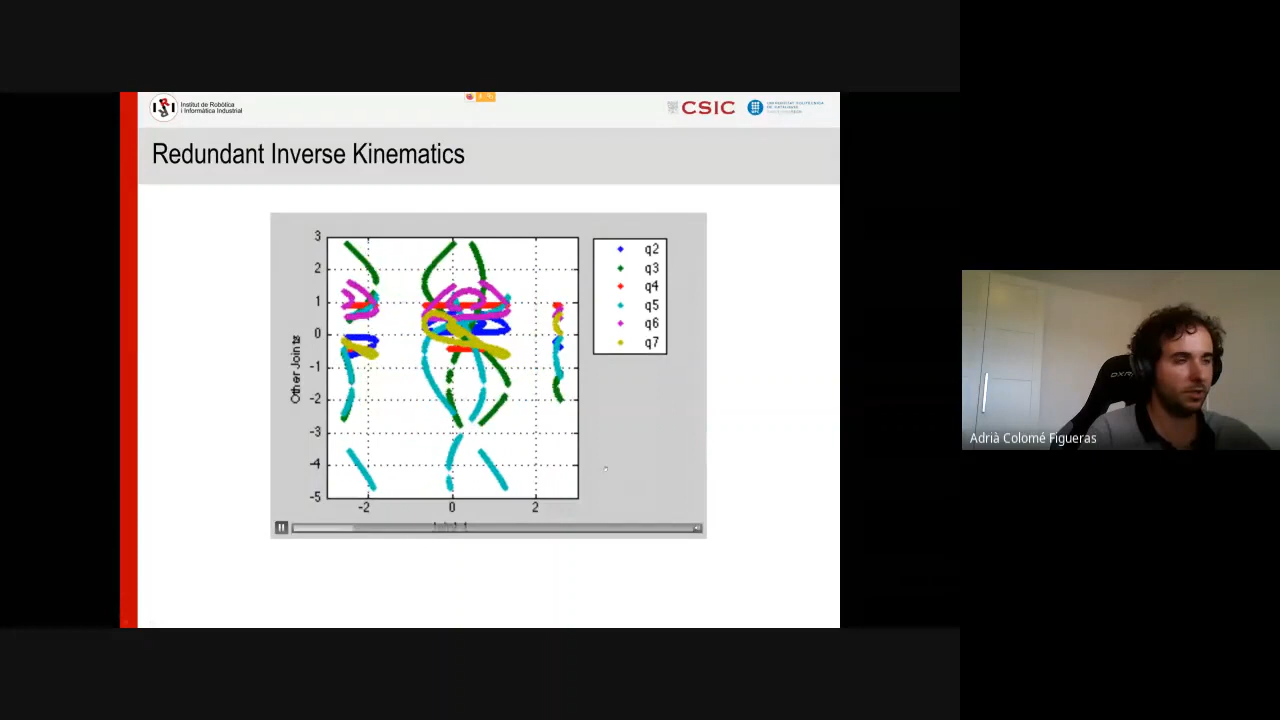 Institut de Robòtica
i Informàtica Industrial
CSIC
Redundant Inverse Kinematics
3
2
1
0
-1
-2
-3
-4
-5
Other Joints
-2 0 2
q2
q3
q4
q5
q6
q7
Adrià Colomé Figueras